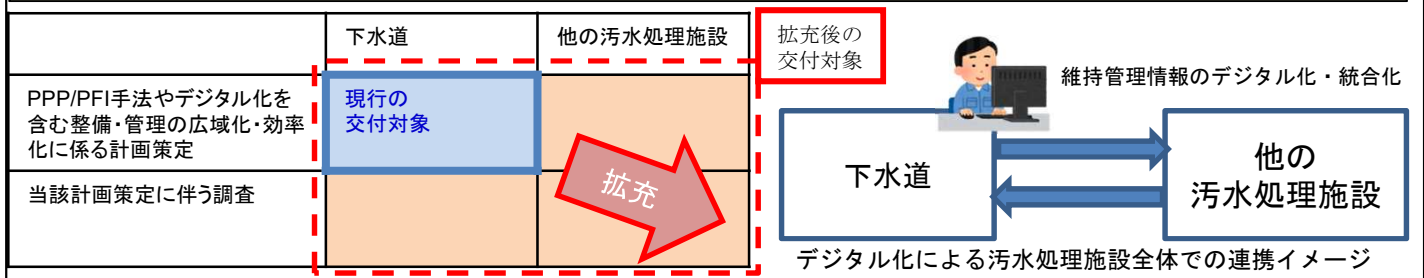 下水道
他の汚水処理施設
拡充後の
交付対象
PPP/PFI手法やデジタル化を
含む整備・管理の広域化・効率
化に係る計画策定
現行の
交付対象
当該計画策定に伴う調査
拡充
維持管理情報のデジタル化・統合化
下水道
他の
汚水処理施設
デジタル化による汚水処理施設全体での連携イメージ